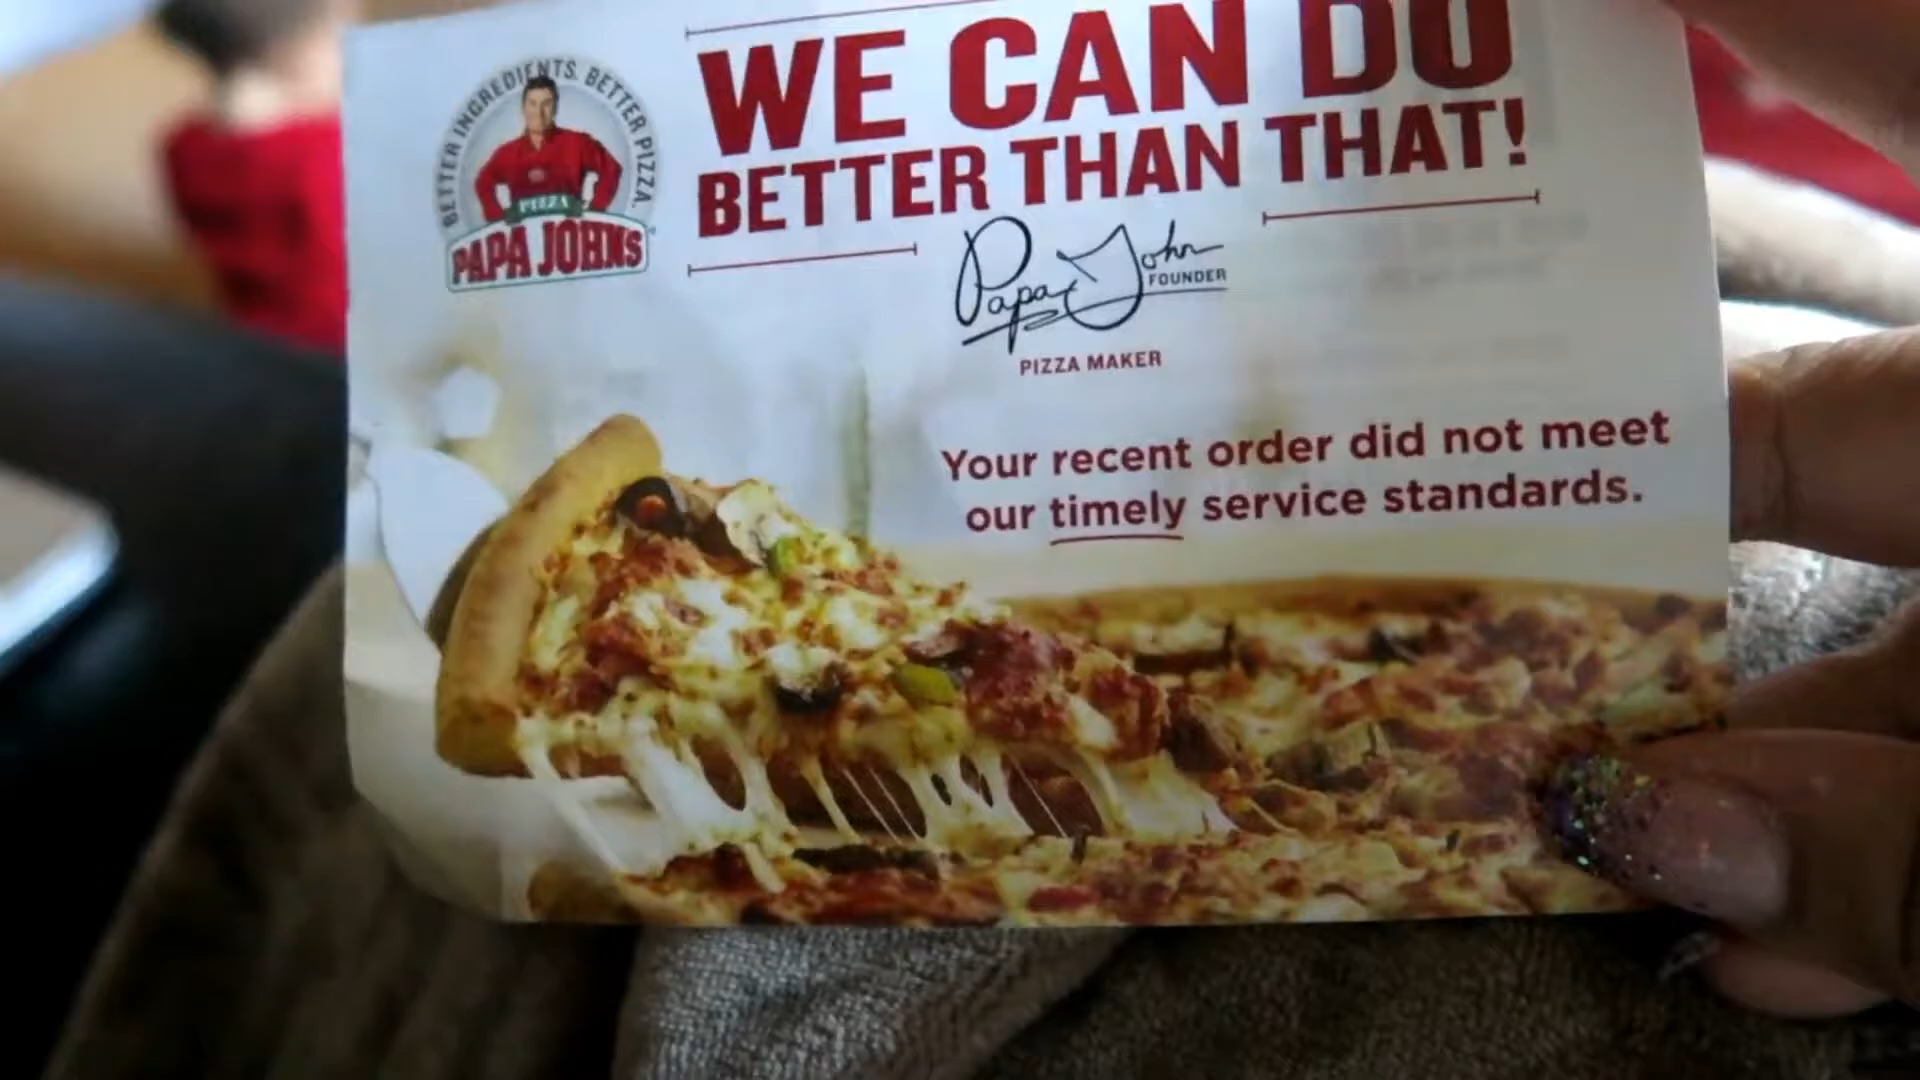 BETTER INGREDIENTS. BETTER PIZZA.
PIZZA
PAPA JOHNS
WE CAN DO
BETTER THAN THAT!
Papa John
FOUNDER
PIZZA MAKER
Your recent order did not meet
our timely service standards.